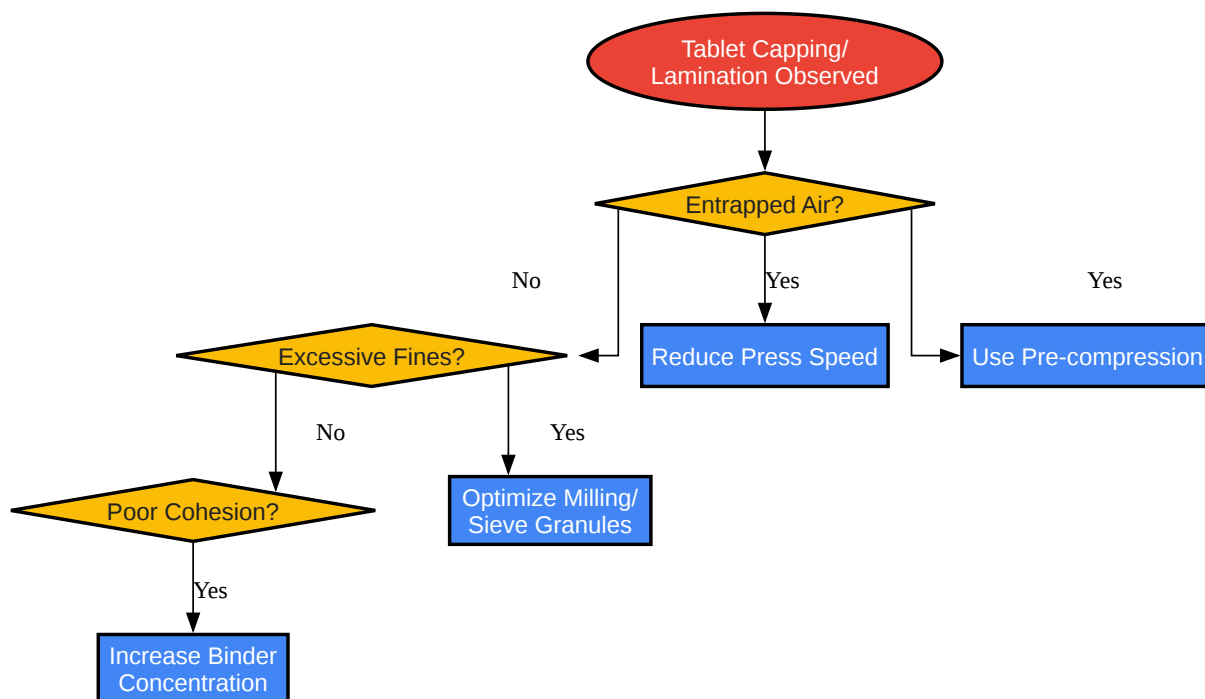 Tablet Capping/
Lamination Observed
Entrapped Air?
No
Yes
Yes
Excessive Fines?
Reduce Press Speed
Use Pre-compression
No
Yes
Poor Cohesion?
Optimize Milling/
Sieve Granules
Yes
Increase Binder
Concentration